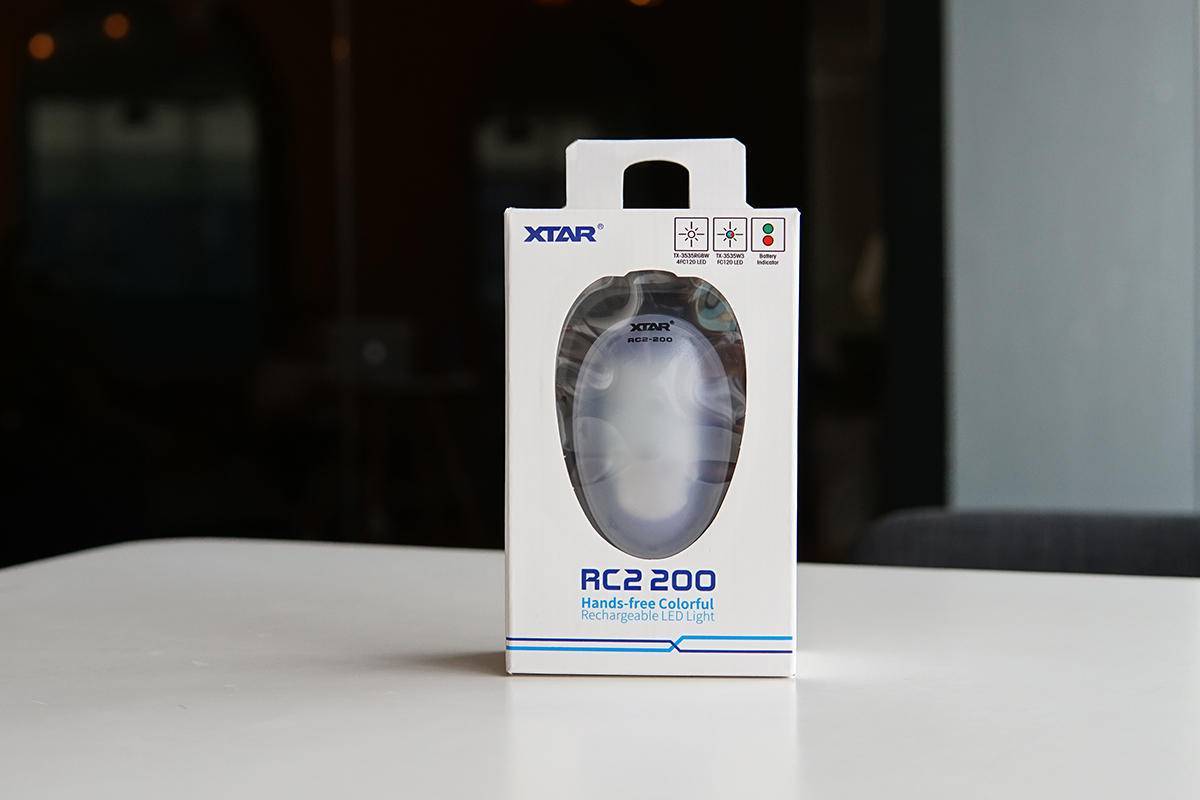 XTAR®
TX-3535RGBW
4FC120 LED
TX-3535W3
FC120 LED
Battery
Indicator
XTAR®
RC2-200
RC2 200
Hands-free Colorful
Rechargeable LED Light